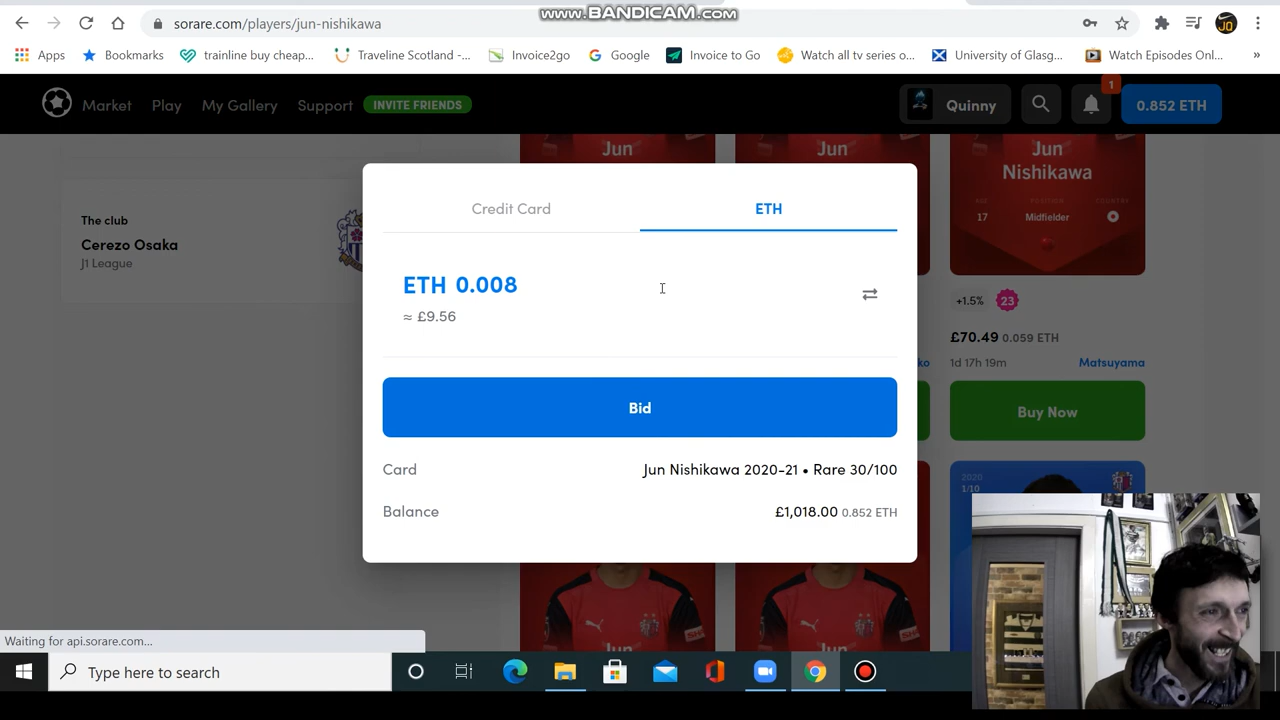 www.BANDICAM.com
sorare.com/players/jun-nishikawa
Apps Bookmarks trainline buy cheap... Traveline Scotland -... Invoice2go Google Invoice to Go Watch all tv series o... University of Glasg... Watch Episodes Onl... »
Market Play My Gallery Support INVITE FRIENDS Quinny 1 0.852 ETH
Jun Jun Jun
Nishikawa
17 Midfielder
The club
Cerezo Osaka
J1 League
Credit Card ETH
ETH 0.008
≈ £9.56
Bid
Card Jun Nishikawa 2020-21 • Rare 30/100
Balance £1,018.00 0.852 ETH
+1.5% 23
£70.49 0.059 ETH
1d 17h 19m Matsuyama
ko
Buy Now
2020
1/10
Waiting for api.sorare.com...
Type here to search